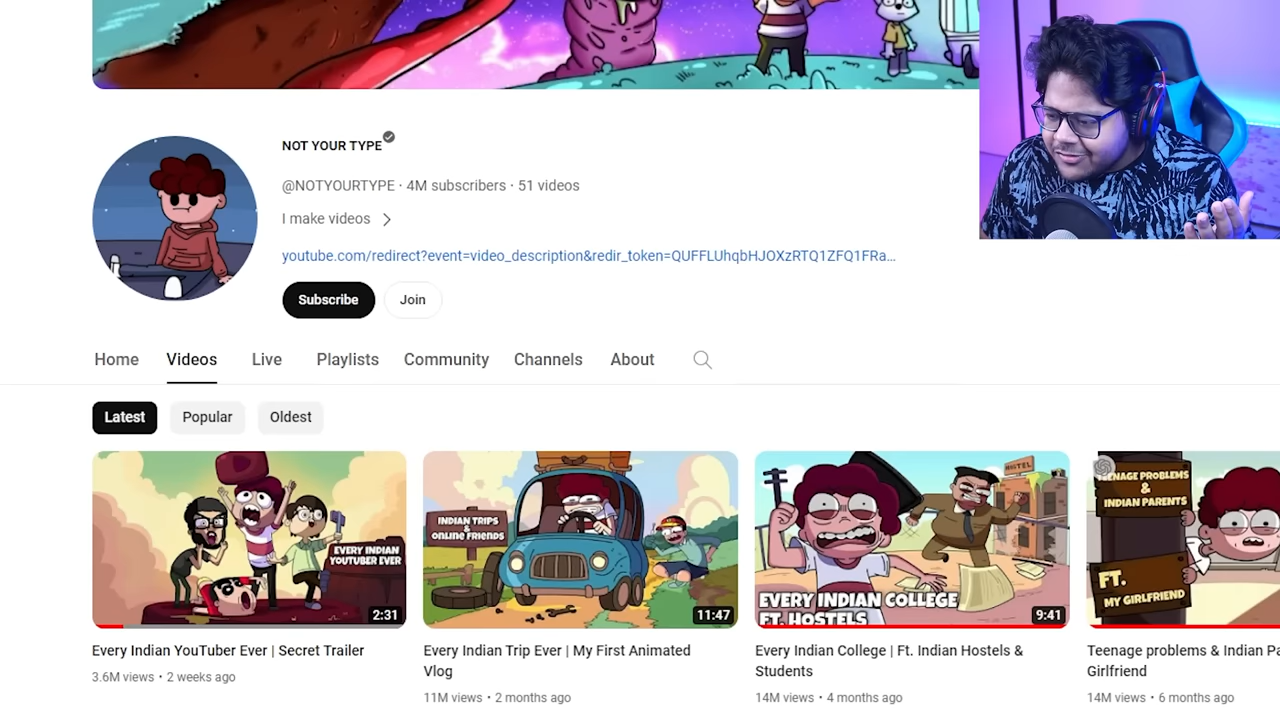 NOT YOUR TYPE
@NOTYOURTYPE · 4M subscribers · 51 videos
I make videos
youtube.com/redirect?event=video_description&redir_token=QUFFLUhqbHJOXzRTQ1ZFQ1FRa...
Subscribe Join
Home Videos Live Playlists Community Channels About
Latest Popular Oldest
EVERY INDIAN
YOUTUBER EVER
2:31
INDIAN TRIPS
&
ONLINE FRIENDS
11:47
HOSTEL
EVERY INDIAN COLLEGE
FT. HOSTELS
9:41
TEENAGE PROBLEMS
&
INDIAN PARENTS
FT.
MY GIRLFRIEND
Every Indian YouTuber Ever | Secret Trailer
3.6M views • 2 weeks ago
Every Indian Trip Ever | My First Animated
Vlog
11M views • 2 months ago
Every Indian College | Ft. Indian Hostels &
Students
14M views • 4 months ago
Teenage problems & Indian Pa
Girlfriend
14M views • 6 months ago